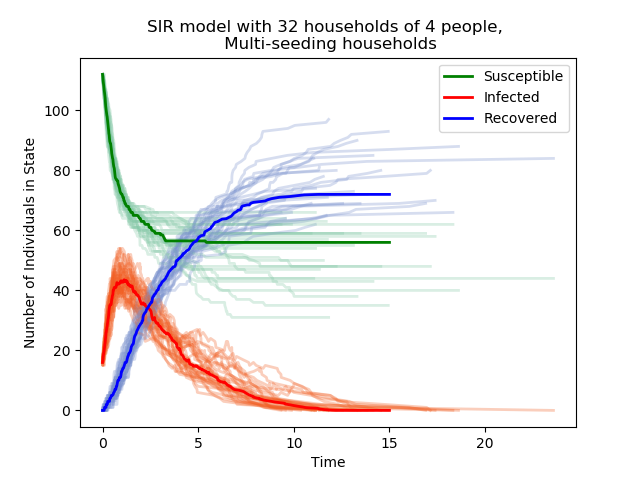 SIR model with 32 households of 4 people,
Multi-seeding households
Number of Individuals in State
100
80
60
40
20
0
Susceptible
Infected
Recovered
0 5 10 15 20
Time